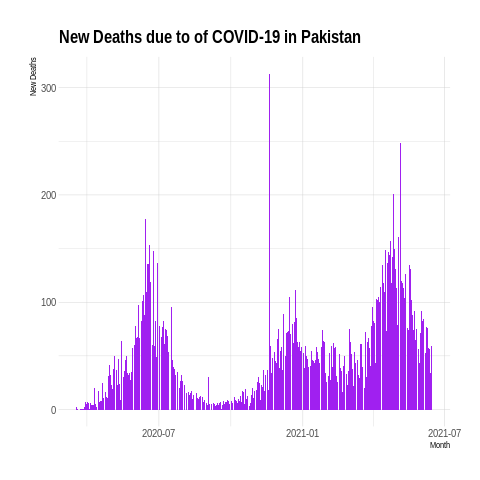 New Deaths due to of COVID-19 in Pakistan
New Deaths
300
200
100
0
2020-07
2021-01
2021-07
Month